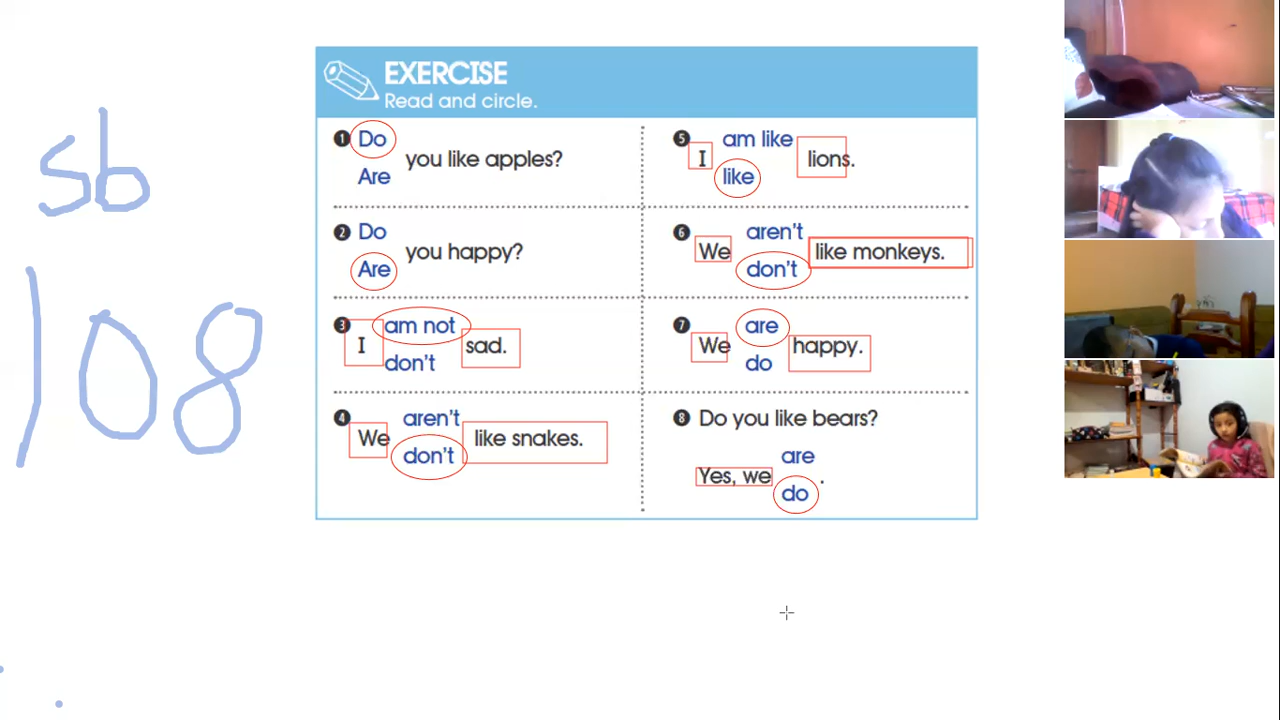 sb
108
EXERCISE
Read and circle.
1 Do
Are
you like apples?
2 Do
Are
you happy?
3 I
am not
don't
sad.
4 We
aren't
don't
like snakes.
5 I
am like
like
lions.
6 We
aren't
don't
like monkeys.
7 We
are
do
happy.
8 Do you like bears?
Yes, we
are
do
.